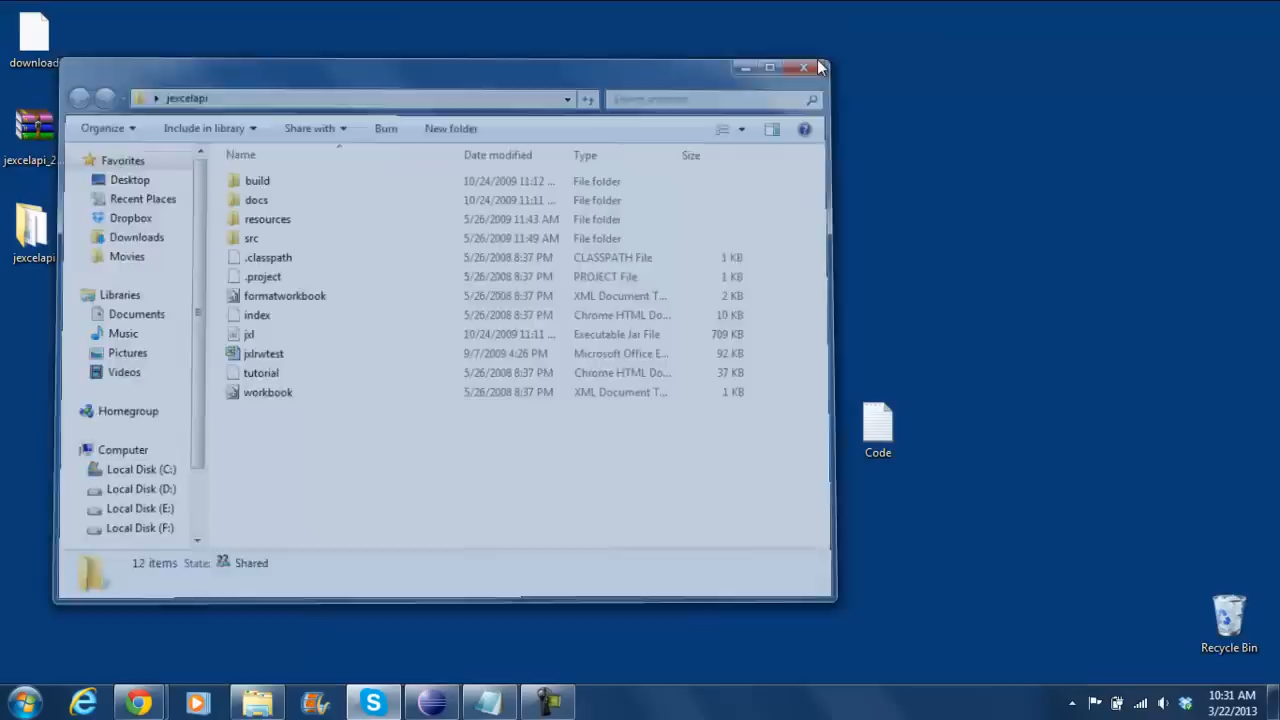 download
jexcelapi_2...
jexcelapi
jexcelapi
Organize
Include in library
Share with
Burn
New folder
Name
Date modified
Type
Size
Favorites
Desktop
Recent Places
Dropbox
Downloads
Movies
Libraries
Documents
Music
Pictures
Videos
Homegroup
Computer
Local Disk (C:)
Local Disk (D:)
Local Disk (E:)
Local Disk (F:)
build 10/24/2009 11:12 ... File folder
docs 10/24/2009 11:11 ... File folder
resources 5/26/2009 11:43 AM File folder
src 5/26/2009 11:49 AM File folder
.classpath 5/26/2008 8:37 PM CLASSPATH File 1 KB
.project 5/26/2008 8:37 PM PROJECT File 1 KB
formatworkbook 5/26/2008 8:37 PM XML Document T... 2 KB
index 5/26/2008 8:37 PM Chrome HTML Do... 10 KB
jxl 10/24/2009 11:11 ... Executable Jar File 709 KB
jxlrwtest 9/7/2009 4:26 PM Microsoft Office E... 92 KB
tutorial 5/26/2008 8:37 PM Chrome HTML Do... 37 KB
workbook 5/26/2008 8:37 PM XML Document T... 1 KB
12 items State: Shared
Code
Recycle Bin
10:31 AM
3/22/2013